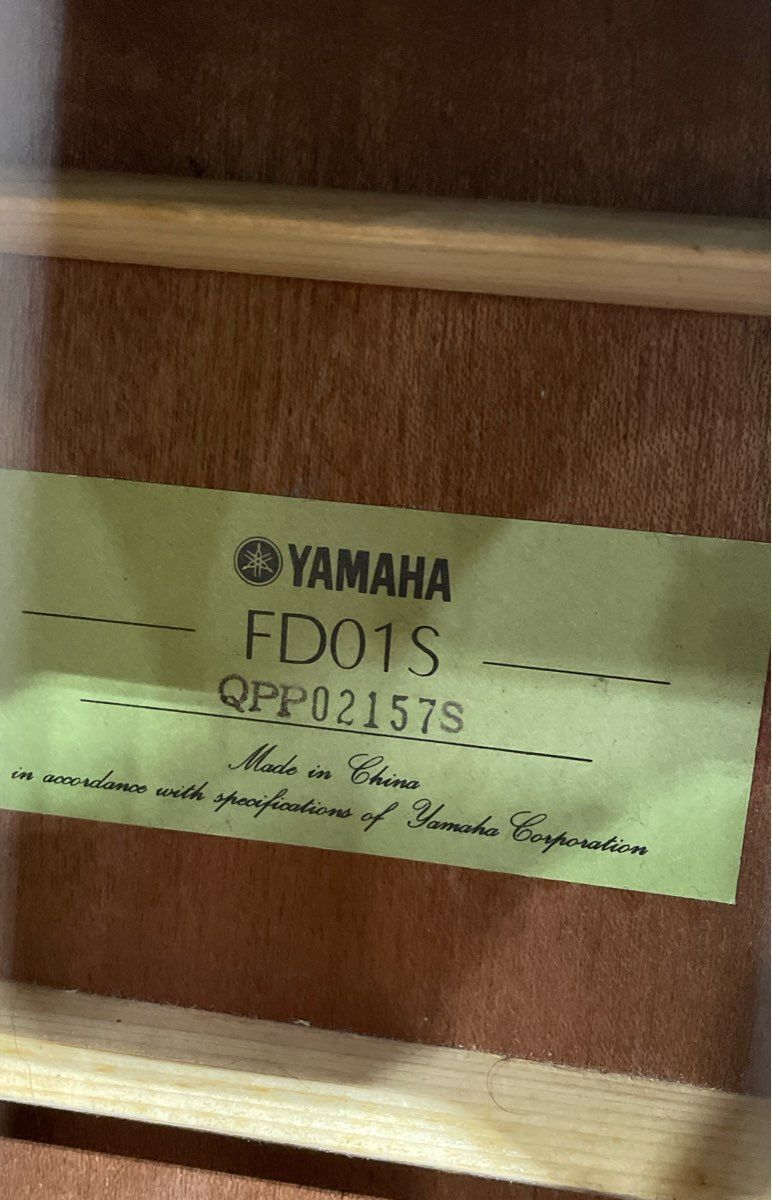 YAMAHA
FD01S
QPP02157S
Made in China
in accordance with specifications of Yamaha Corporation